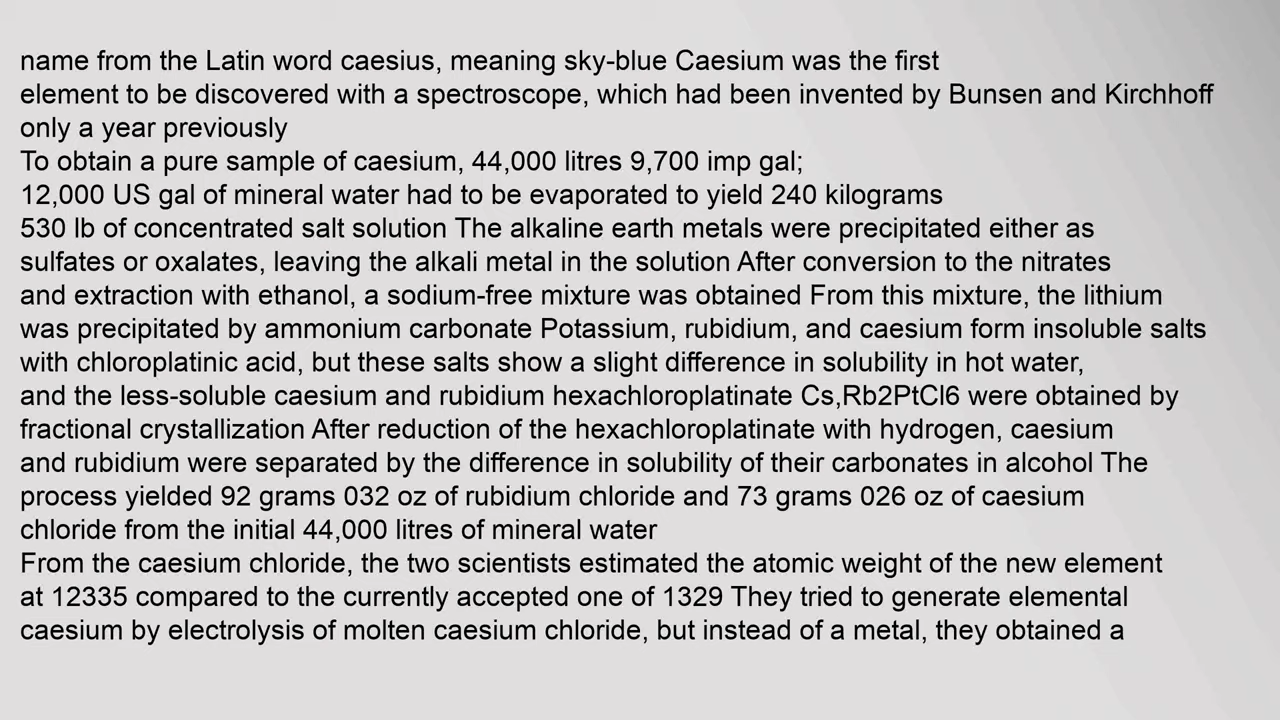 name from the Latin word caesius, meaning sky-blue Caesium was the first
element to be discovered with a spectroscope, which had been invented by Bunsen and Kirchhoff
only a year previously
To obtain a pure sample of caesium, 44,000 litres 9,700 imp gal;
12,000 US gal of mineral water had to be evaporated to yield 240 kilograms
530 lb of concentrated salt solution The alkaline earth metals were precipitated either as
sulfates or oxalates, leaving the alkali metal in the solution After conversion to the nitrates
and extraction with ethanol, a sodium-free mixture was obtained From this mixture, the lithium
was precipitated by ammonium carbonate Potassium, rubidium, and caesium form insoluble salts
with chloroplatinic acid, but these salts show a slight difference in solubility in hot water,
and the less-soluble caesium and rubidium hexachloroplatinate Cs,Rb2PtCl6 were obtained by
fractional crystallization After reduction of the hexachloroplatinate with hydrogen, caesium
and rubidium were separated by the difference in solubility of their carbonates in alcohol The
process yielded 92 grams 032 oz of rubidium chloride and 73 grams 026 oz of caesium
chloride from the initial 44,000 litres of mineral water
From the caesium chloride, the two scientists estimated the atomic weight of the new element
at 12335 compared to the currently accepted one of 1329 They tried to generate elemental
caesium by electrolysis of molten caesium chloride, but instead of a metal, they obtained a